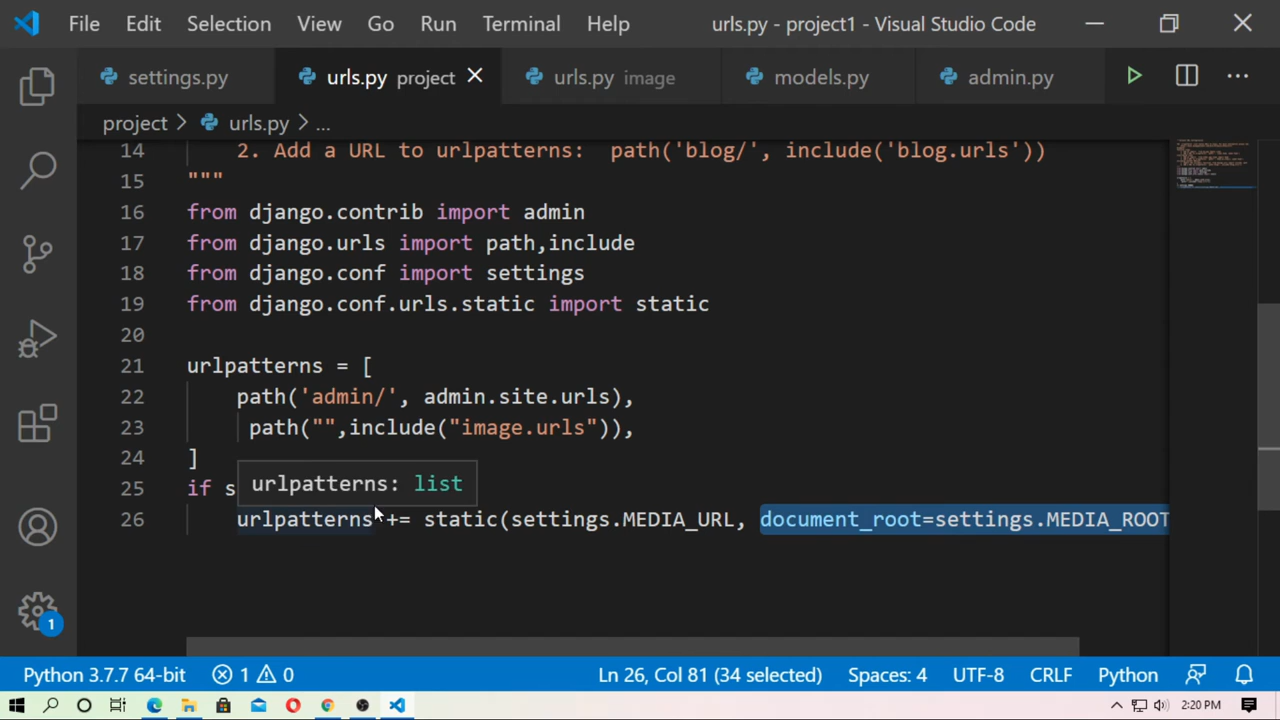 File Edit Selection View Go Run Terminal Help urls.py - project1 - Visual Studio Code
settings.py urls.py project urls.py image models.py admin.py
project > urls.py > ...
14 2. Add a URL to urlpatterns: path('blog/', include('blog.urls'))
15 """
16 from django.contrib import admin
17 from django.urls import path,include
18 from django.conf import settings
19 from django.conf.urls.static import static
20
21 urlpatterns = [
22 path('admin/', admin.site.urls),
23 path("",include("image.urls")),
24 ]
urlpatterns: list
25 if s
26 urlpatterns += static(settings.MEDIA_URL, document_root=settings.MEDIA_ROOT
1
Python 3.7.7 64-bit 1 0 Ln 26, Col 81 (34 selected) Spaces: 4 UTF-8 CRLF Python
2:20 PM